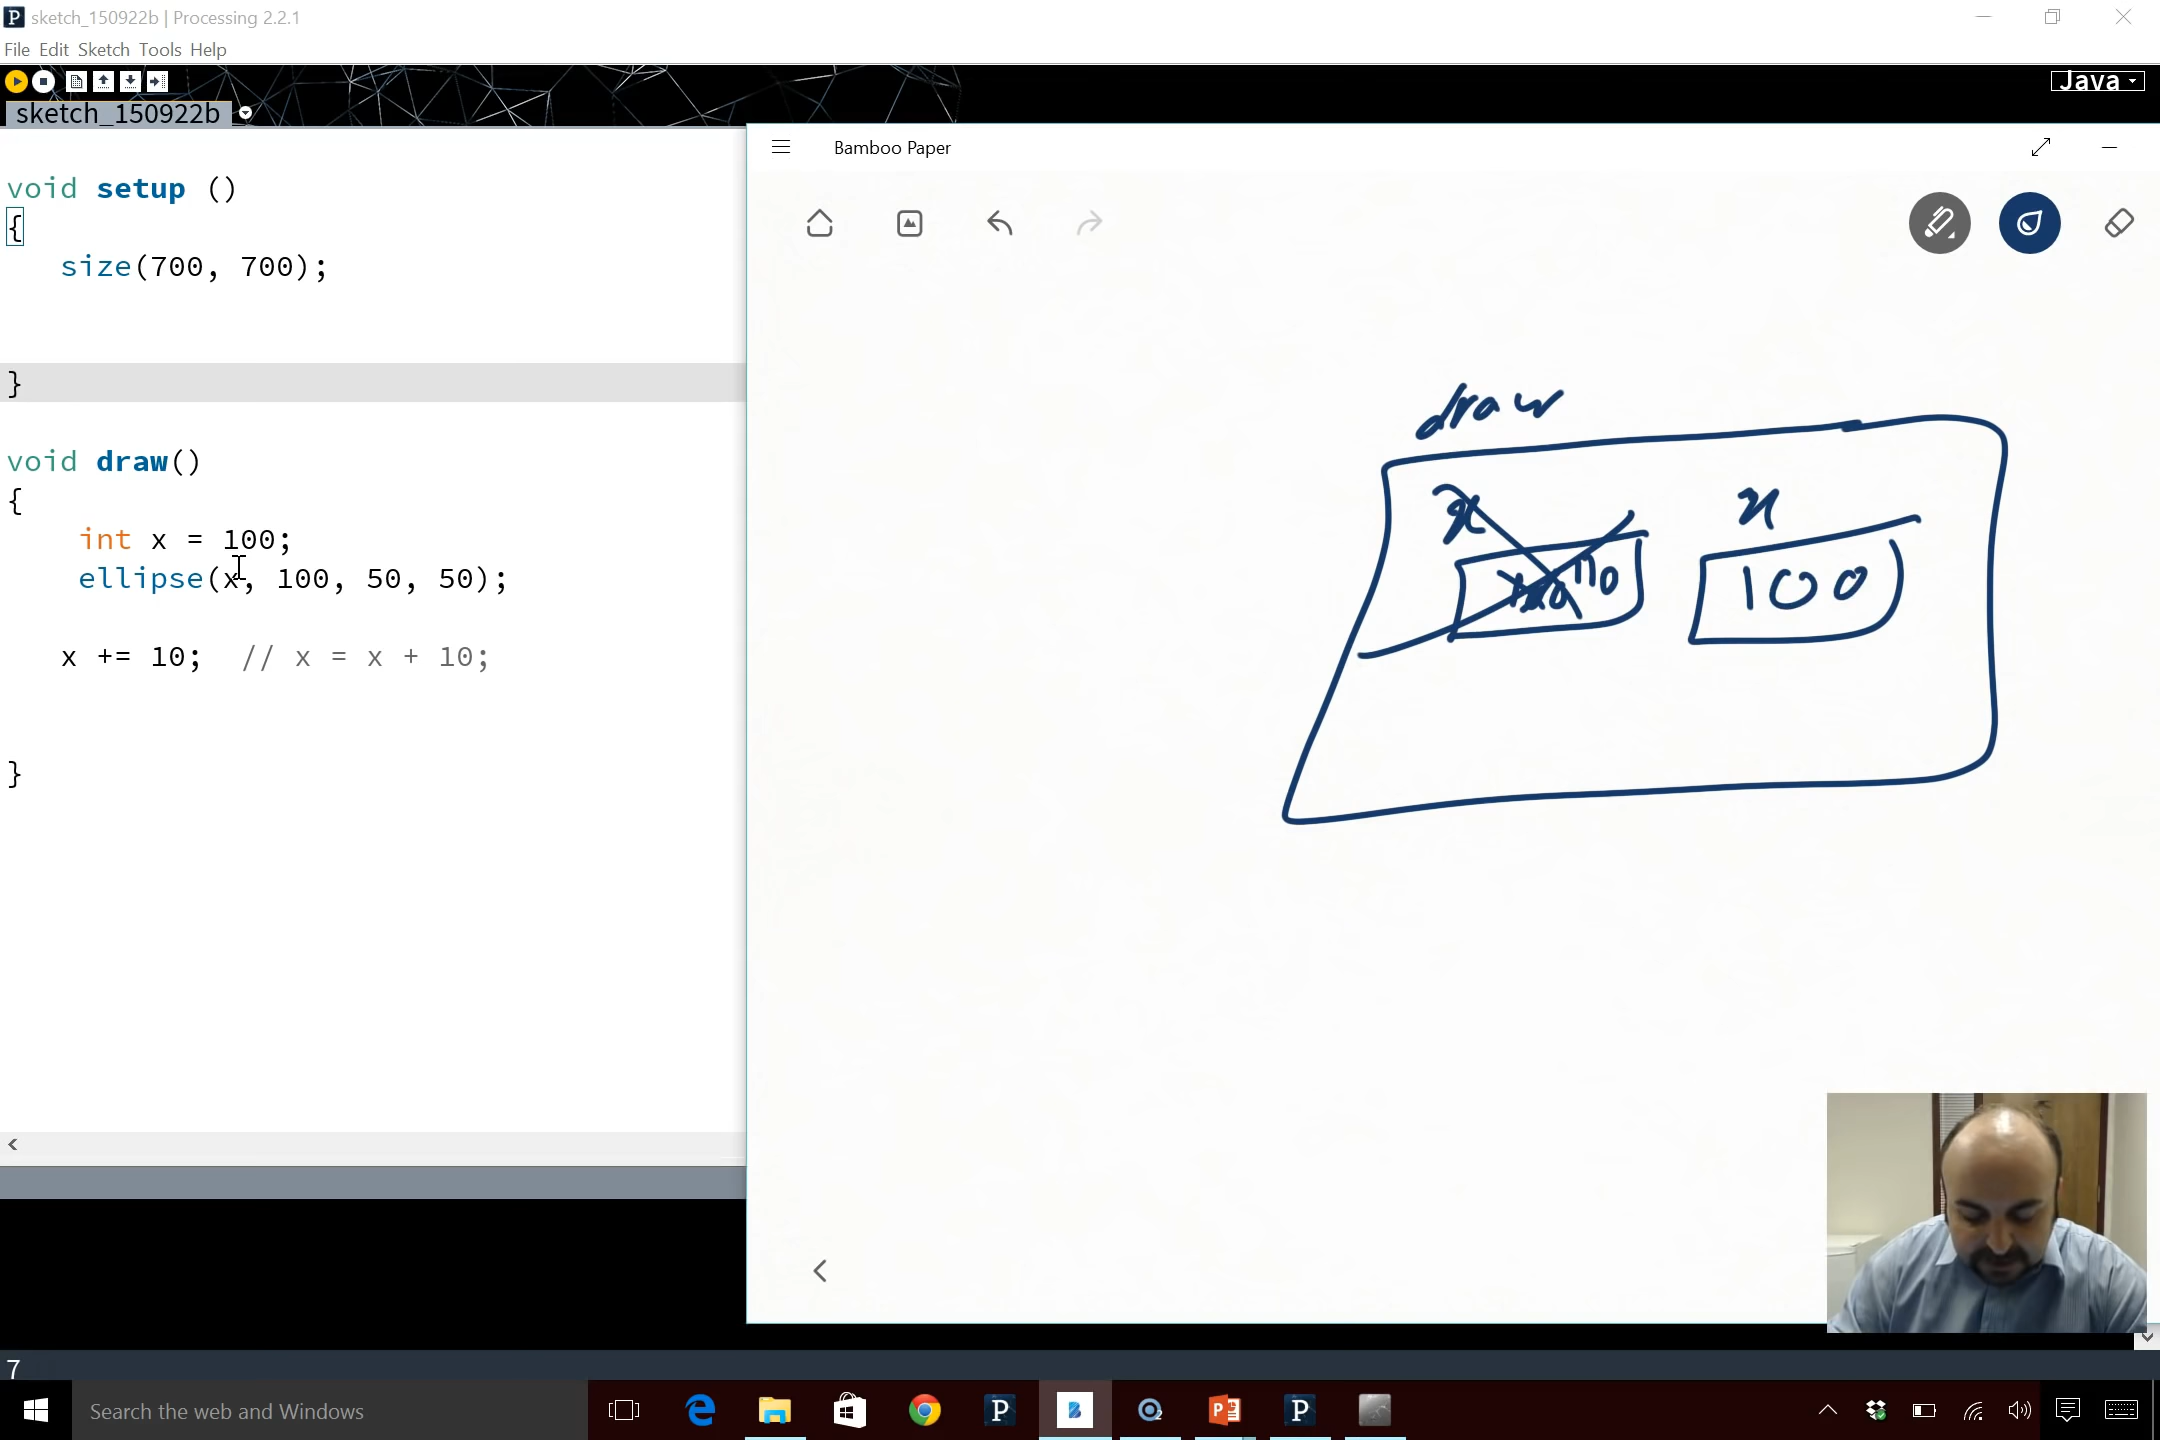 sketch_150922b | Processing 2.2.1
File Edit Sketch Tools Help
Java
sketch_150922b
void setup ()
{
size(700, 700);
}
void draw()
{
int x = 100;
ellipse(x, 100, 50, 50);
x += 10; // x = x + 10;
}
Bamboo Paper
draw
x x
110 100
7
Search the web and Windows